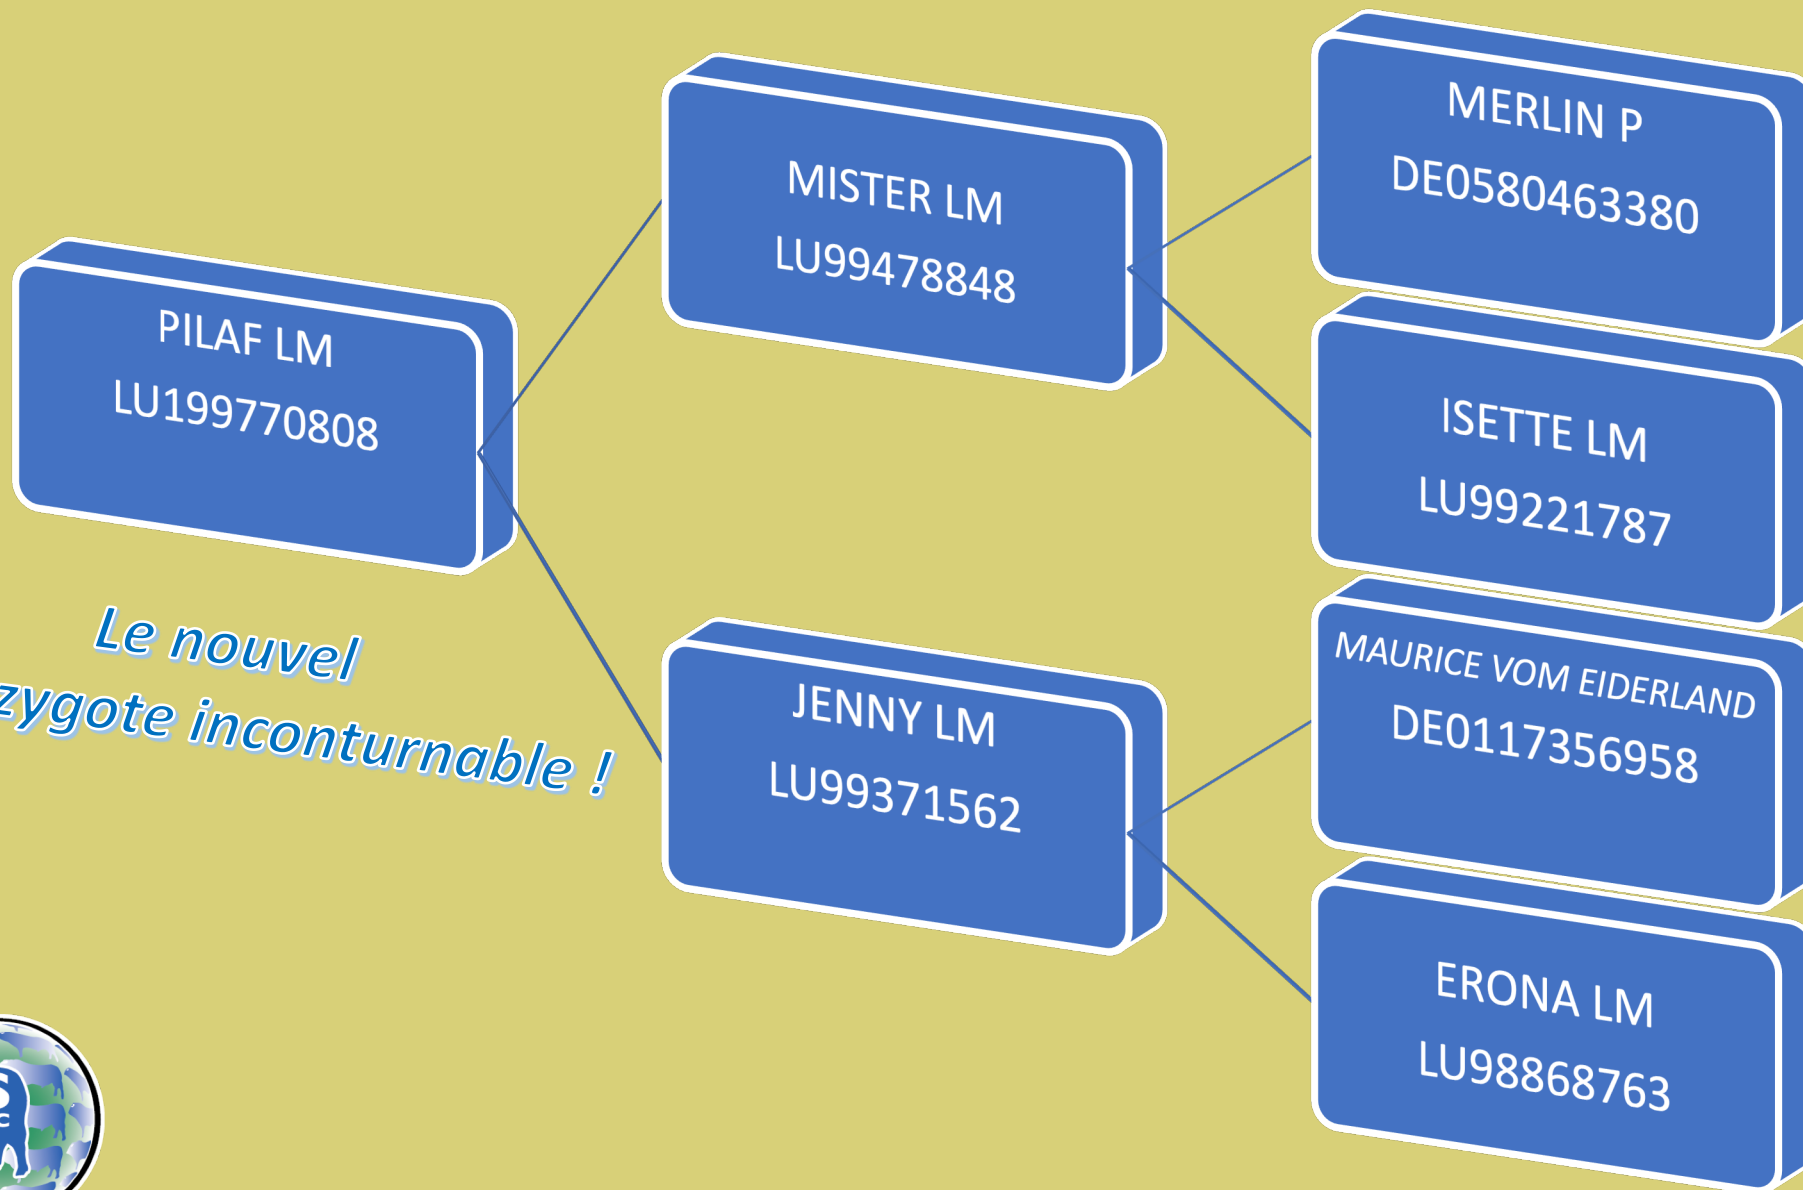 PILAF LM
LU199770808
MISTER LM
LU99478848
JENNY LM
LU99371562
MERLIN P
DE0580463380
ISETTE LM
LU99221787
MAURICE VOM EIDERLAND
DE0117356958
ERONA LM
LU98868763
Le nouvel
zygote inconturnable !
S
C